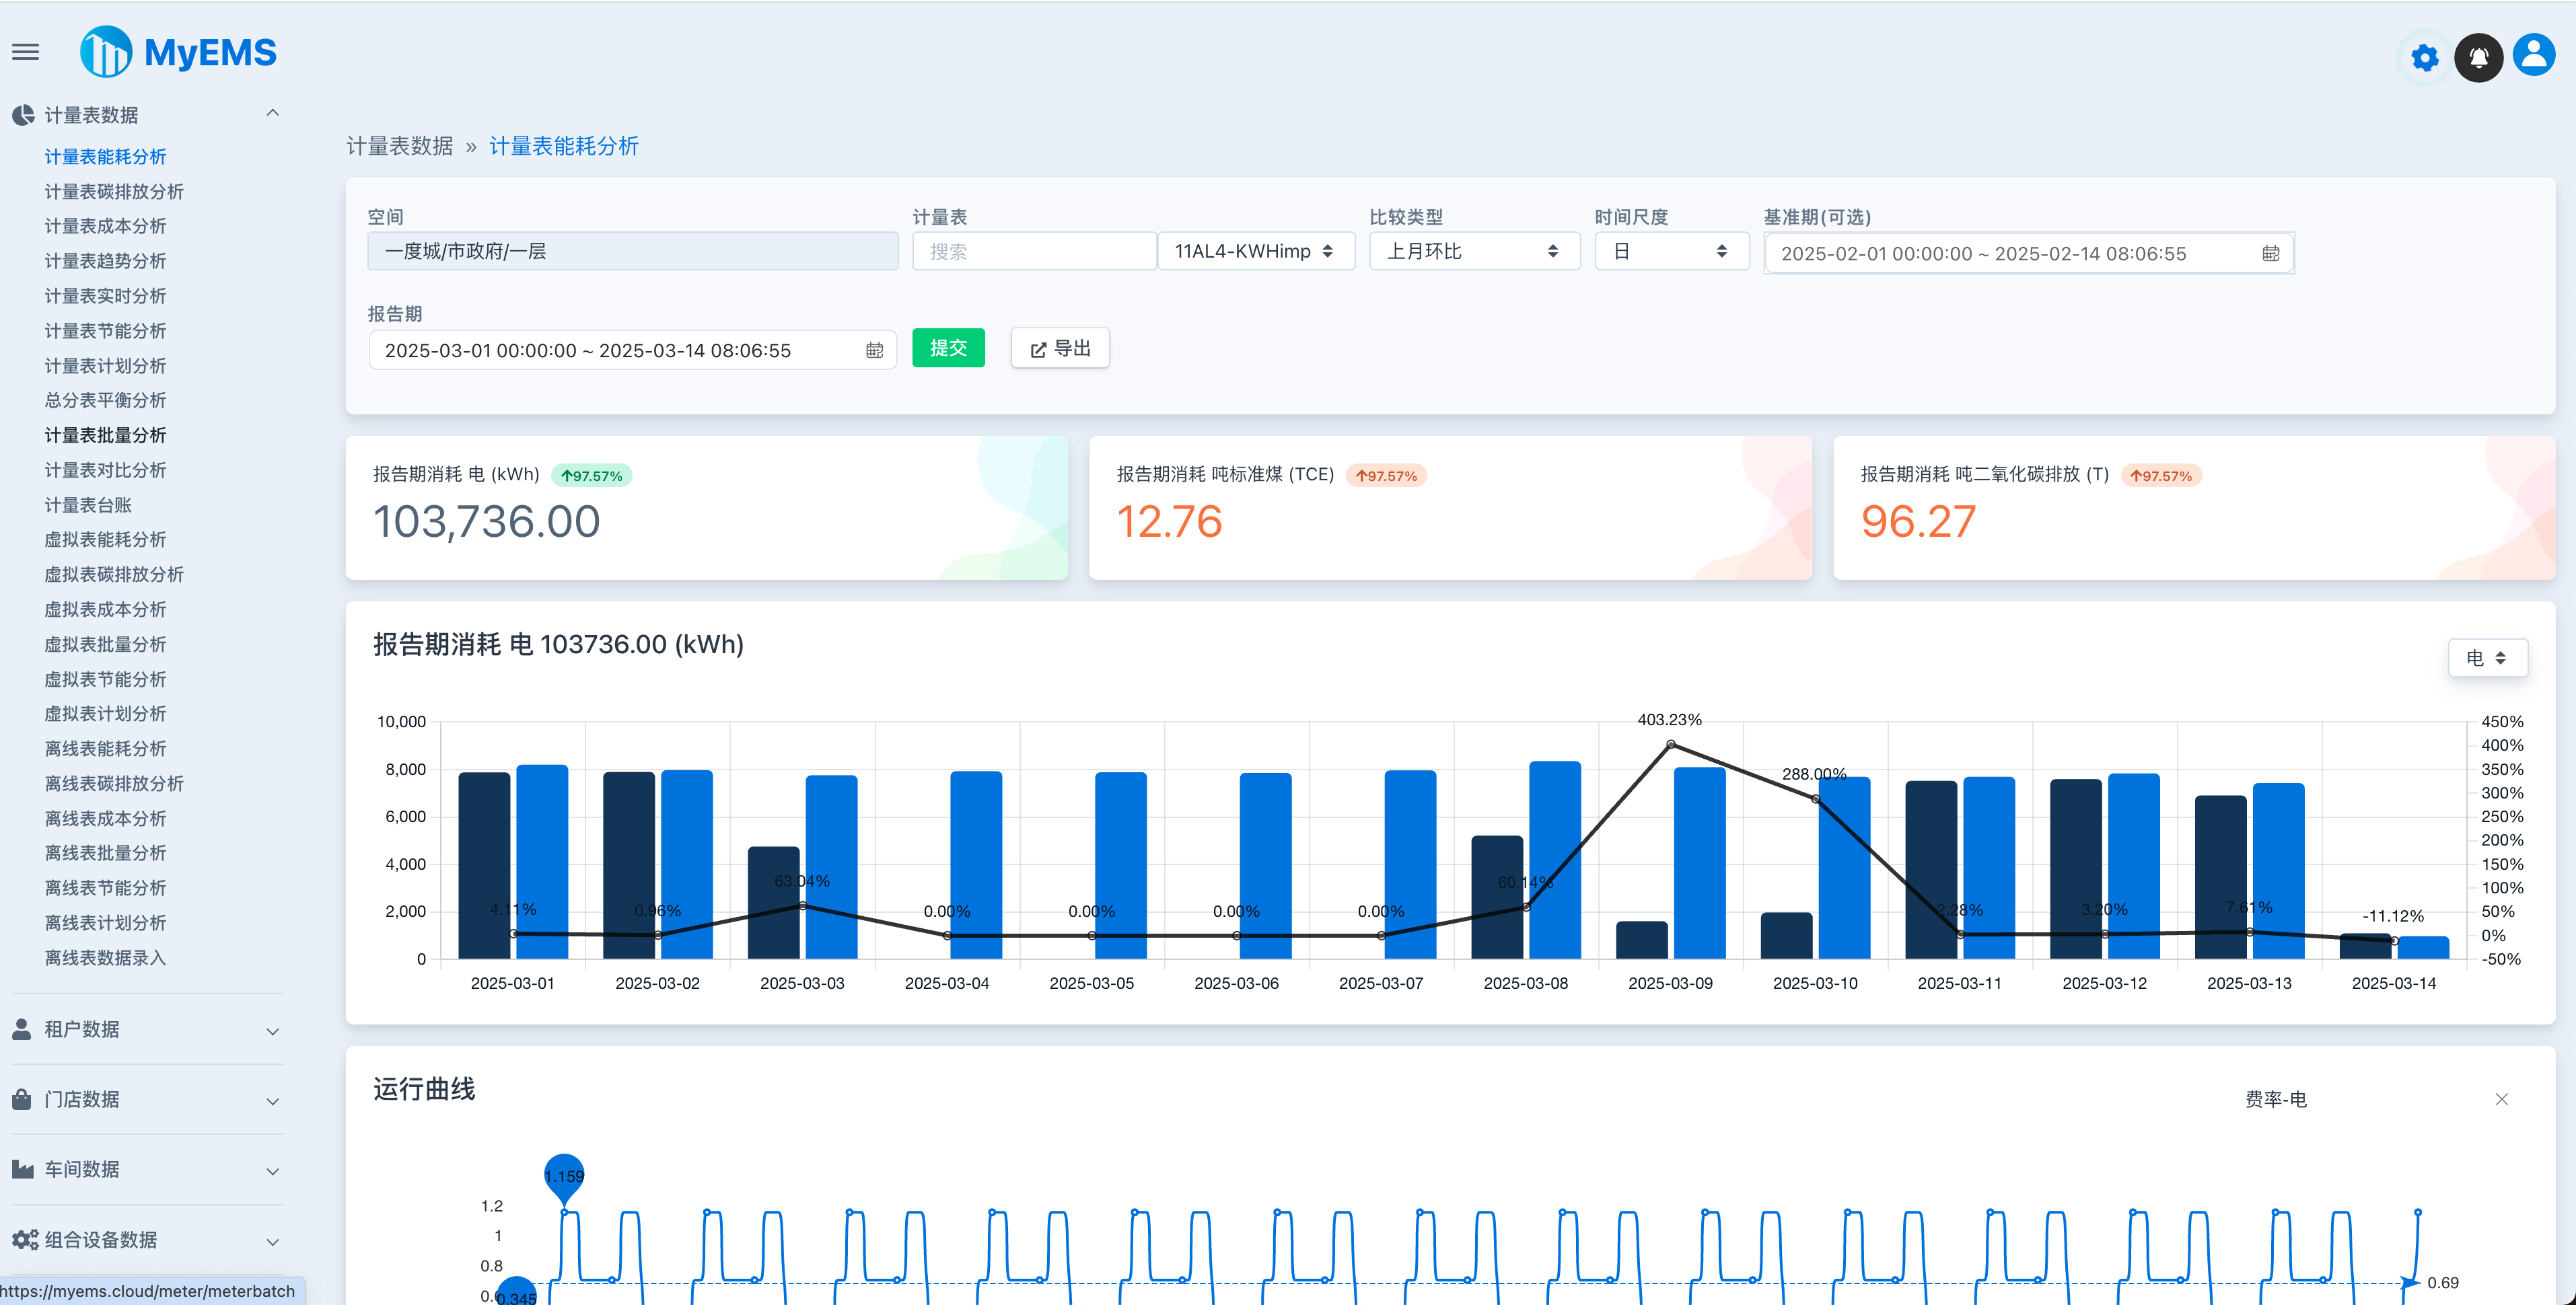 MyEMS
计量表数据
计量表能耗分析
计量表碳排放分析
计量表成本分析
计量表趋势分析
计量表实时分析
计量表节能分析
计量表计划分析
总分表平衡分析
计量表批量分析
计量表对比分析
计量表台账
虚拟表能耗分析
虚拟表碳排放分析
虚拟表成本分析
虚拟表批量分析
虚拟表节能分析
虚拟表计划分析
离线表能耗分析
离线表碳排放分析
离线表成本分析
离线表批量分析
离线表节能分析
离线表计划分析
离线表数据录入
租户数据
门店数据
车间数据
组合设备数据
https://myems.cloud/meter/meterbatch
计量表数据 » 计量表能耗分析
空间 计量表 比较类型 时间尺度 基准期(可选)
一度城/市政府/一层 搜索 11AL4-KWHimp 上月环比 日 2025-02-01 00:00:00 ~ 2025-02-14 08:06:55
报告期
2025-03-01 00:00:00 ~ 2025-03-14 08:06:55 提交 导出
报告期消耗 电 (kWh) 97.57%
103,736.00
报告期消耗 吨标准煤 (TCE) 97.57%
12.76
报告期消耗 吨二氧化碳排放 (T) 97.57%
96.27
报告期消耗 电 103736.00 (kWh)
电
10,000
8,000
6,000
4,000
2,000
0
4.11% 0.96% 63.04% 0.00% 0.00% 0.00% 0.00% 60.14% 403.23% 288.00% 2.28% 3.20% 7.61% -11.12%
450%
400%
350%
300%
250%
200%
150%
100%
50%
0%
-50%
2025-03-01 2025-03-02 2025-03-03 2025-03-04 2025-03-05 2025-03-06 2025-03-07 2025-03-08 2025-03-09 2025-03-10 2025-03-11 2025-03-12 2025-03-13 2025-03-14
运行曲线
费率-电
1.159
1.2
1
0.8
0.345
0.69